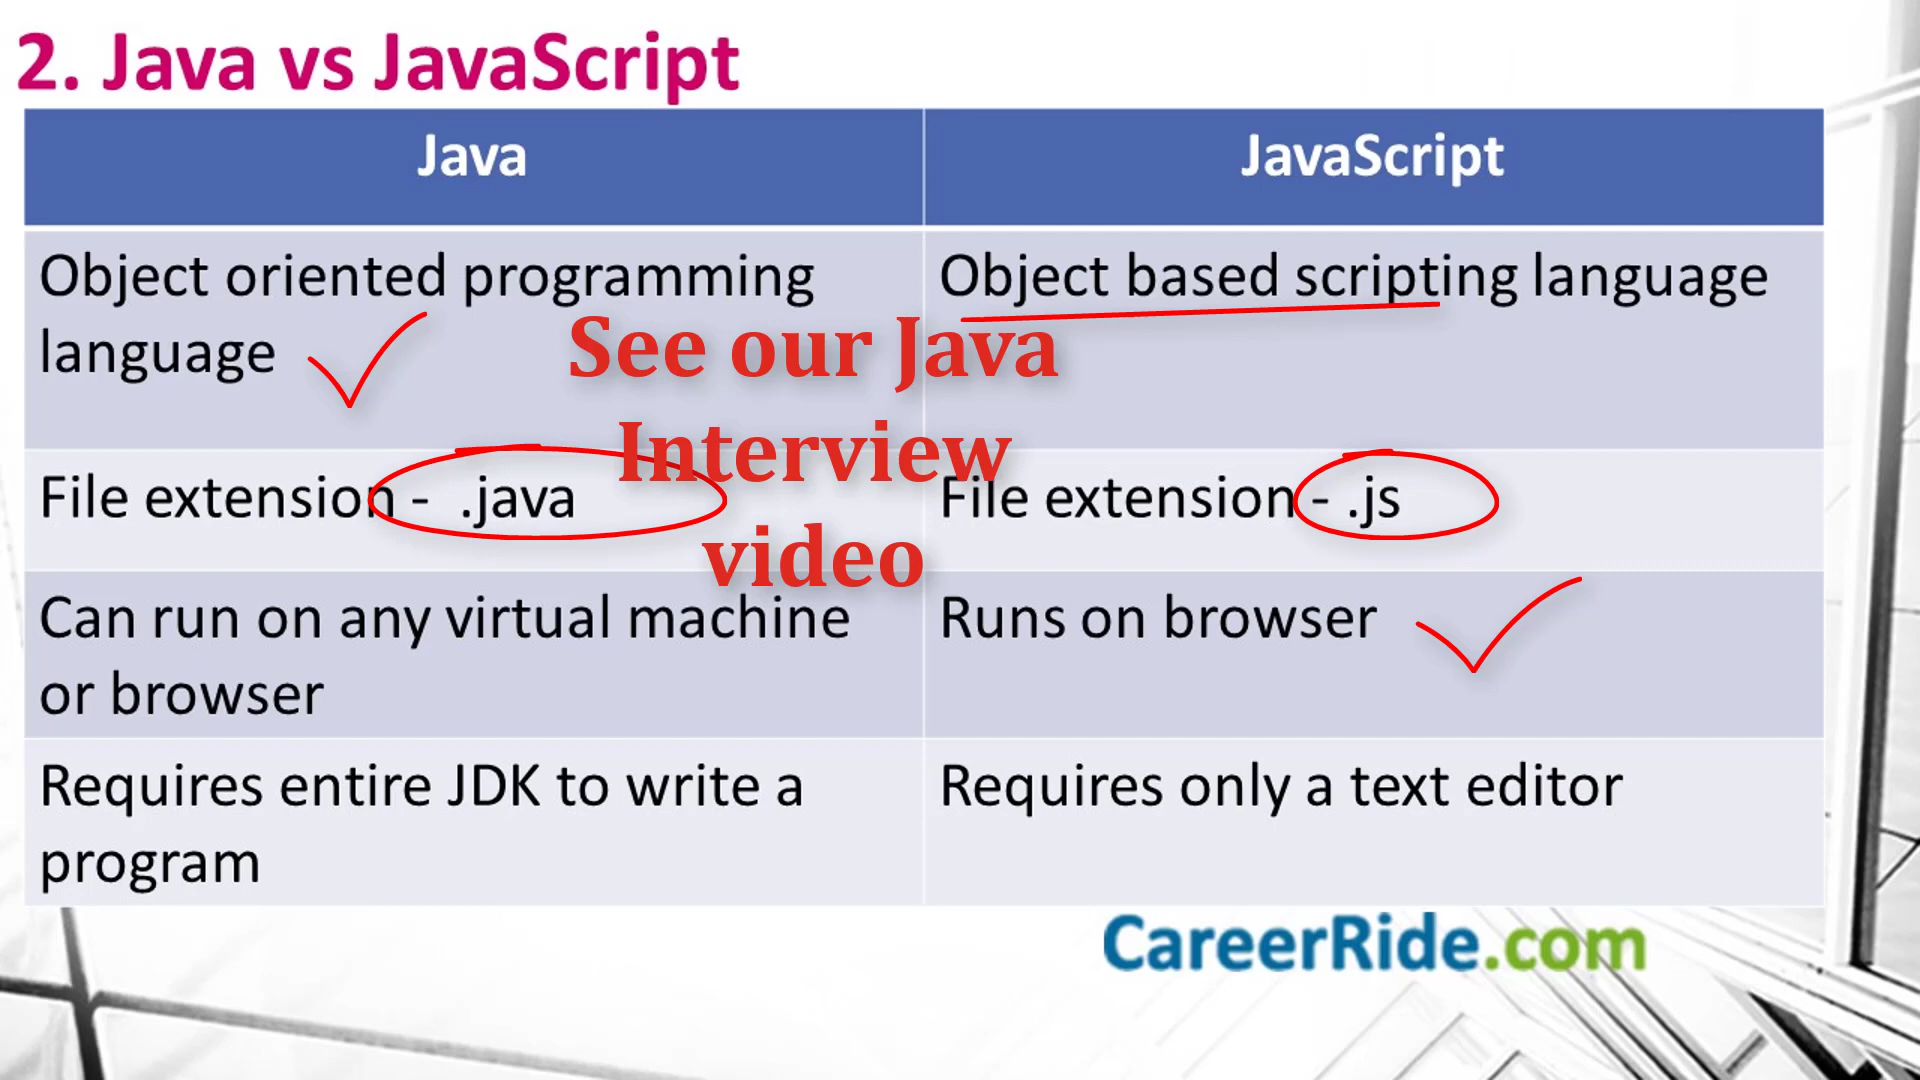 2. Java vs JavaScript
Java
JavaScript
Object oriented programming
language
Object based scripting language
See our Java
Interview
video
File extension -  .java
File extension - .js
Can run on any virtual machine
or browser
Runs on browser
Requires entire JDK to write a
program
Requires only a text editor
CareerRide.com